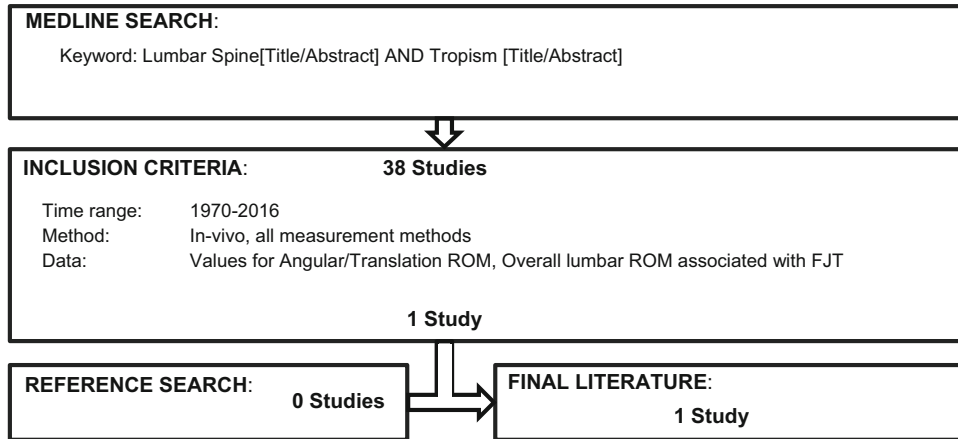 MEDLINE SEARCH:
Keyword: Lumbar Spine[Title/Abstract] AND Tropism [Title/Abstract]
INCLUSION CRITERIA: 38 Studies
Time range: 1970-2016
Method: In-vivo, all measurement methods
Data: Values for Angular/Translation ROM, Overall lumbar ROM associated with FJT
1 Study
REFERENCE SEARCH:
0 Studies
FINAL LITERATURE:
1 Study